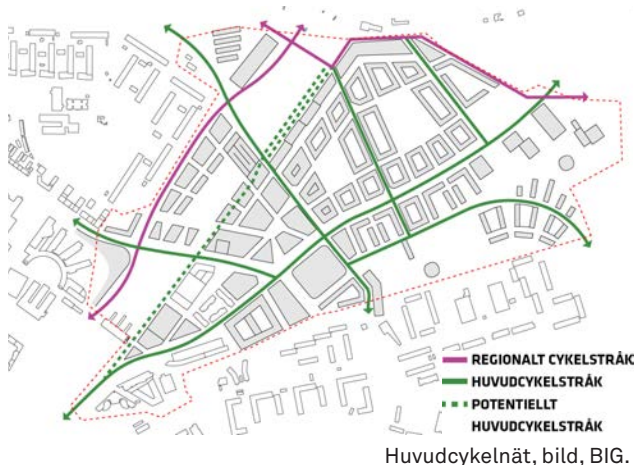 REGIONALT CYKELSTRÅK
HUVUDCYKELSTRÅK
POTENTIELLT
HUVUDCYKELSTRÅK
Huvudcykelnät, bild, BIG.